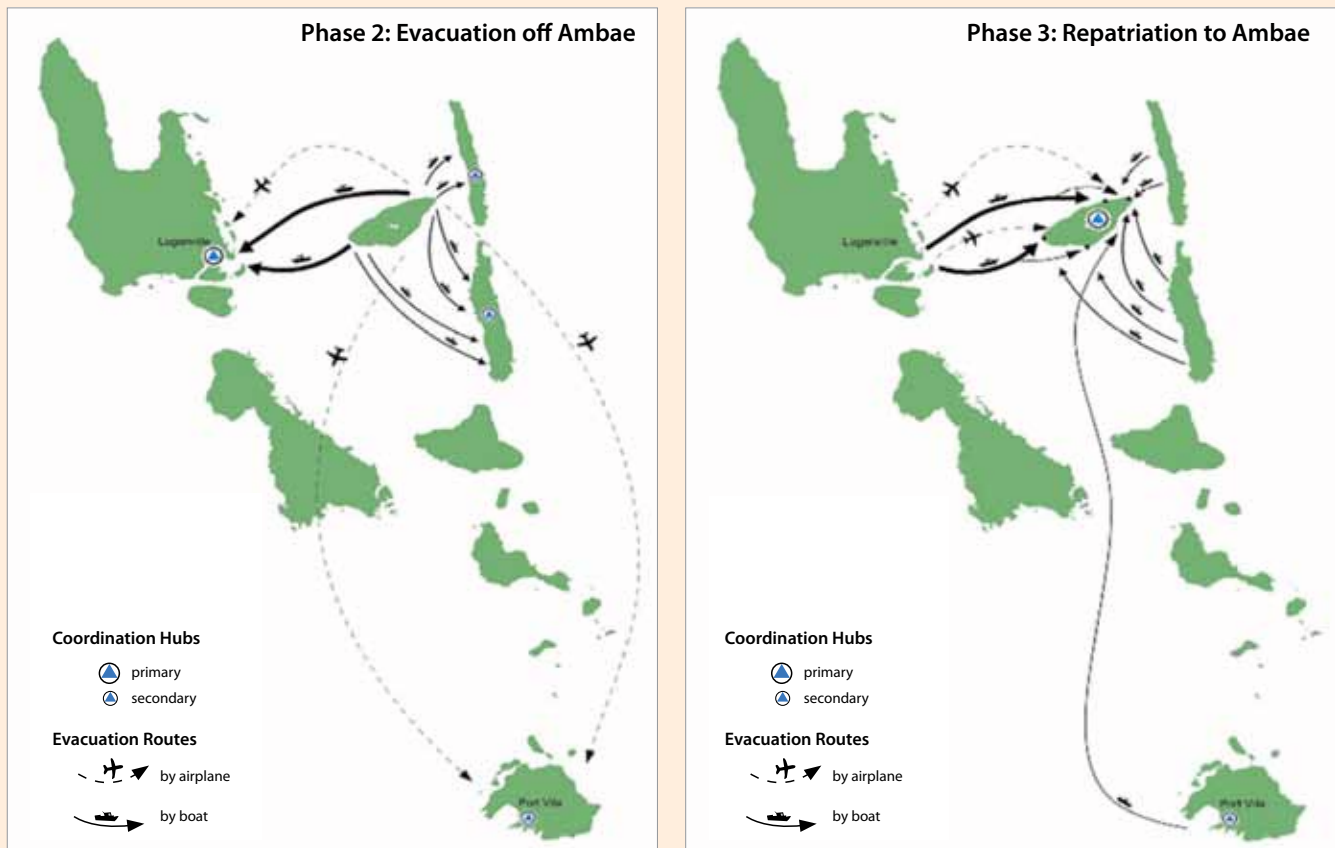 Phase 2: Evacuation off Ambae
Luganville
Port Vila
Coordination Hubs
primary
secondary
Evacuation Routes
by airplane
by boat
Phase 3: Repatriation to Ambae
Luganville
Port Vila
Coordination Hubs
primary
secondary
Evacuation Routes
by airplane
by boat